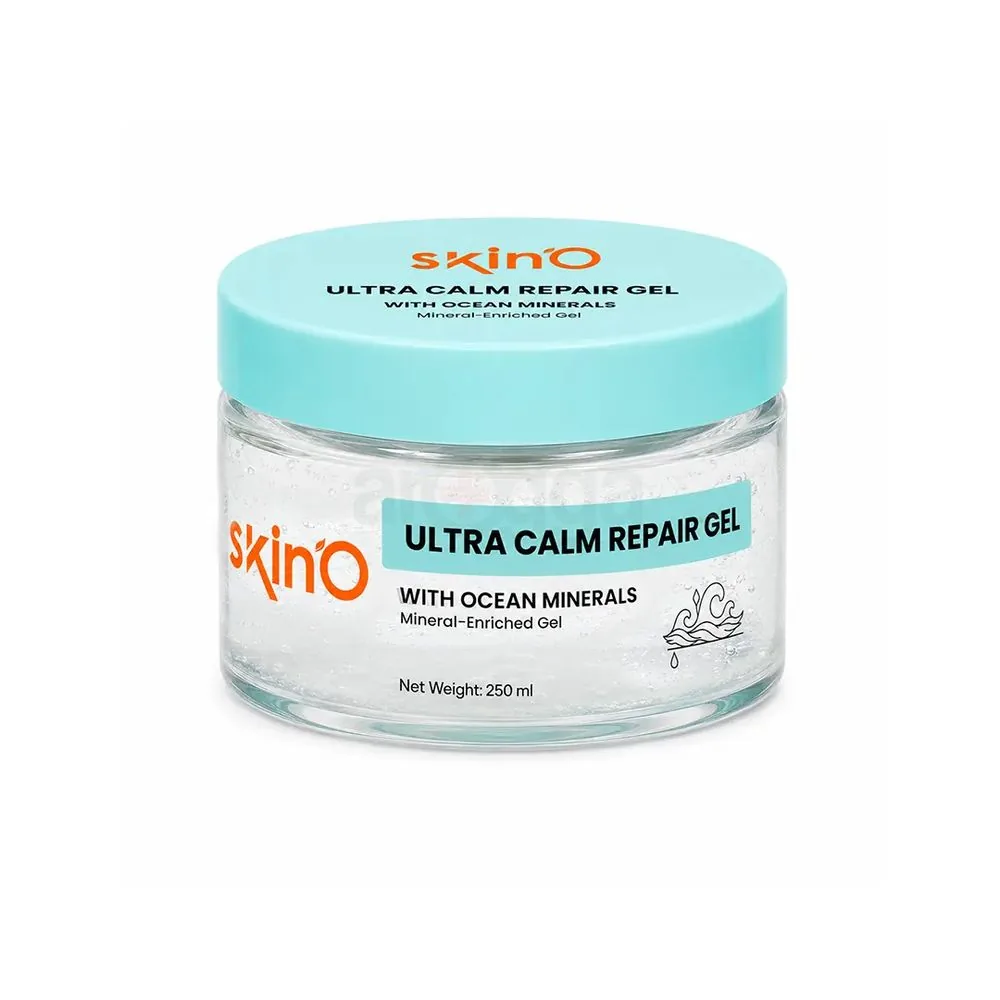 skin'O
ULTRA CALM REPAIR GEL
WITH OCEAN MINERALS
Mineral-Enriched Gel
skin'O
ULTRA CALM REPAIR GEL
WITH OCEAN MINERALS
Mineral-Enriched Gel
Net Weight: 250 ml